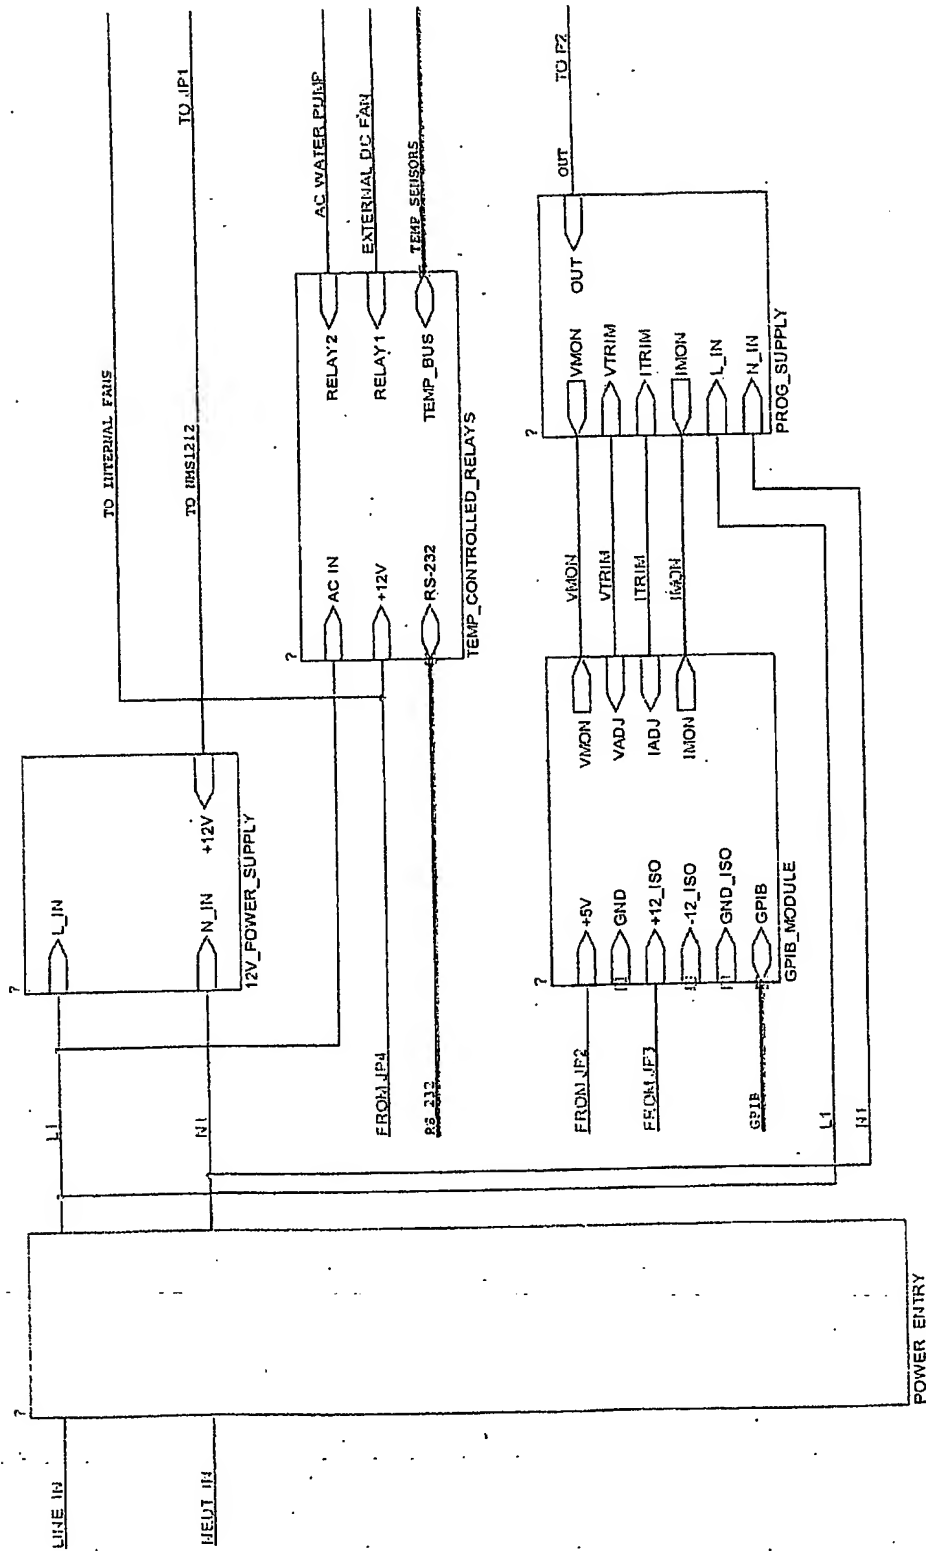 LINE IN
NEUT IN
?
POWER ENTRY
L1
N1
?
L_IN
N_IN
+12V
12V_POWER_SUPPLY
TO INTERNAL FANS
TO HMS1212
TO JP1
?
AC IN
+12V
RS-232
RELAY2
RELAY1
TEMP_BUS
TEMP_CONTROLLED_RELAYS
AC WATER PUMP
EXTERNAL DC FAN
TEMP SENSORS
FROM JP4
RS 232
?
+5V
GND
+12_ISO
-12_ISO
GND_ISO
GPIB
VMON
VADJ
IADJ
IMON
GPIB_MODULE
FROM JP2
FROM JP3
GPIB
L1
N1
VMON
VTRIM
ITRIM
IMON
?
VMON
VTRIM
ITRIM
IMON
L_IN
N_IN
OUT
PROG_SUPPLY
OUT
TO P2